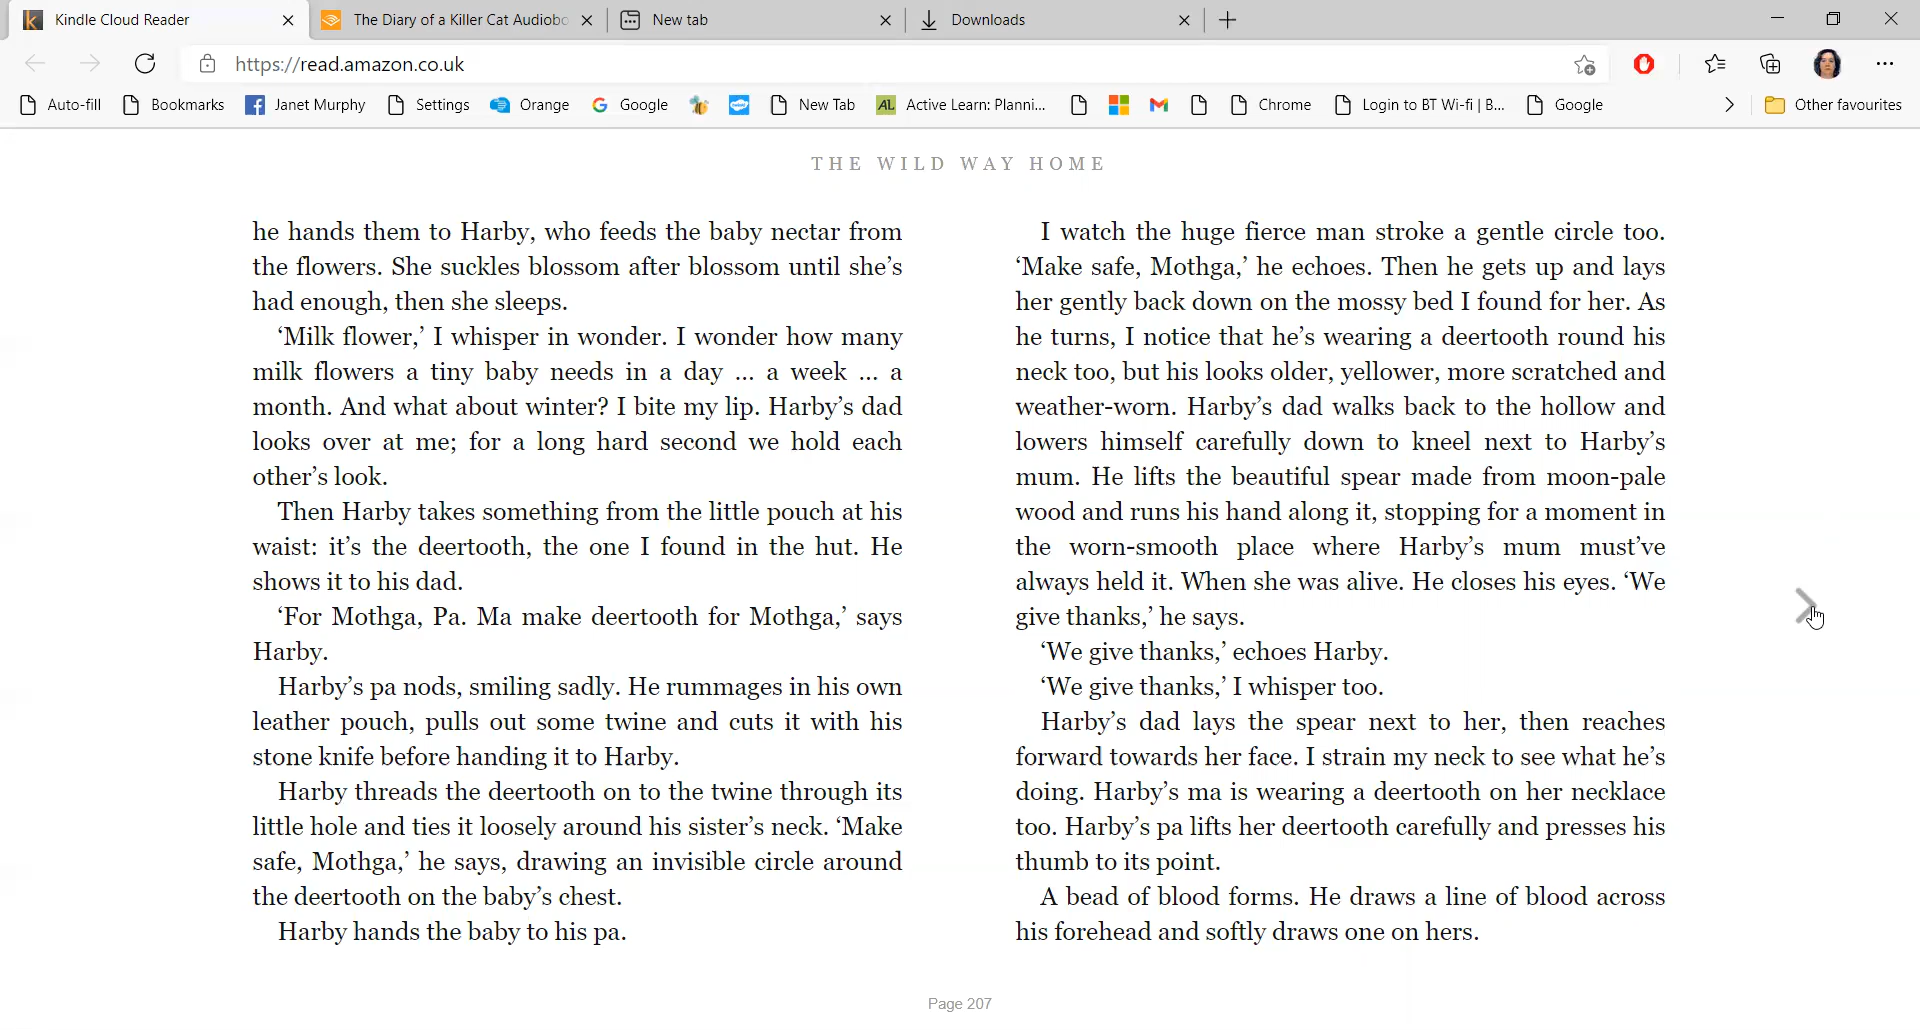 Kindle Cloud Reader
The Diary of a Killer Cat Audiobo
New tab
Downloads
https://read.amazon.co.uk
Auto-fill
Bookmarks
Janet Murphy
Settings
Orange
Google
New Tab
AL
Active Learn: Planni...
Chrome
Login to BT Wi-fi | B...
Google
Other favourites
THE WILD WAY HOME
he hands them to Harby, who feeds the baby nectar from
the flowers. She suckles blossom after blossom until she’s
had enough, then she sleeps.
‘Milk flower,’ I whisper in wonder. I wonder how many
milk flowers a tiny baby needs in a day ... a week ... a
month. And what about winter? I bite my lip. Harby’s dad
looks over at me; for a long hard second we hold each
other’s look.
Then Harby takes something from the little pouch at his
waist: it’s the deertooth, the one I found in the hut. He
shows it to his dad.
‘For Mothga, Pa. Ma make deertooth for Mothga,’ says
Harby.
Harby’s pa nods, smiling sadly. He rummages in his own
leather pouch, pulls out some twine and cuts it with his
stone knife before handing it to Harby.
Harby threads the deertooth on to the twine through its
little hole and ties it loosely around his sister’s neck. ‘Make
safe, Mothga,’ he says, drawing an invisible circle around
the deertooth on the baby’s chest.
Harby hands the baby to his pa.
I watch the huge fierce man stroke a gentle circle too.
‘Make safe, Mothga,’ he echoes. Then he gets up and lays
her gently back down on the mossy bed I found for her. As
he turns, I notice that he’s wearing a deertooth round his
neck too, but his looks older, yellower, more scratched and
weather-worn. Harby’s dad walks back to the hollow and
lowers himself carefully down to kneel next to Harby’s
mum. He lifts the beautiful spear made from moon-pale
wood and runs his hand along it, stopping for a moment in
the worn-smooth place where Harby’s mum must’ve
always held it. When she was alive. He closes his eyes. ‘We
give thanks,’ he says.
‘We give thanks,’ echoes Harby.
‘We give thanks,’ I whisper too.
Harby’s dad lays the spear next to her, then reaches
forward towards her face. I strain my neck to see what he’s
doing. Harby’s ma is wearing a deertooth on her necklace
too. Harby’s pa lifts her deertooth carefully and presses his
thumb to its point.
A bead of blood forms. He draws a line of blood across
his forehead and softly draws one on hers.
Page 207